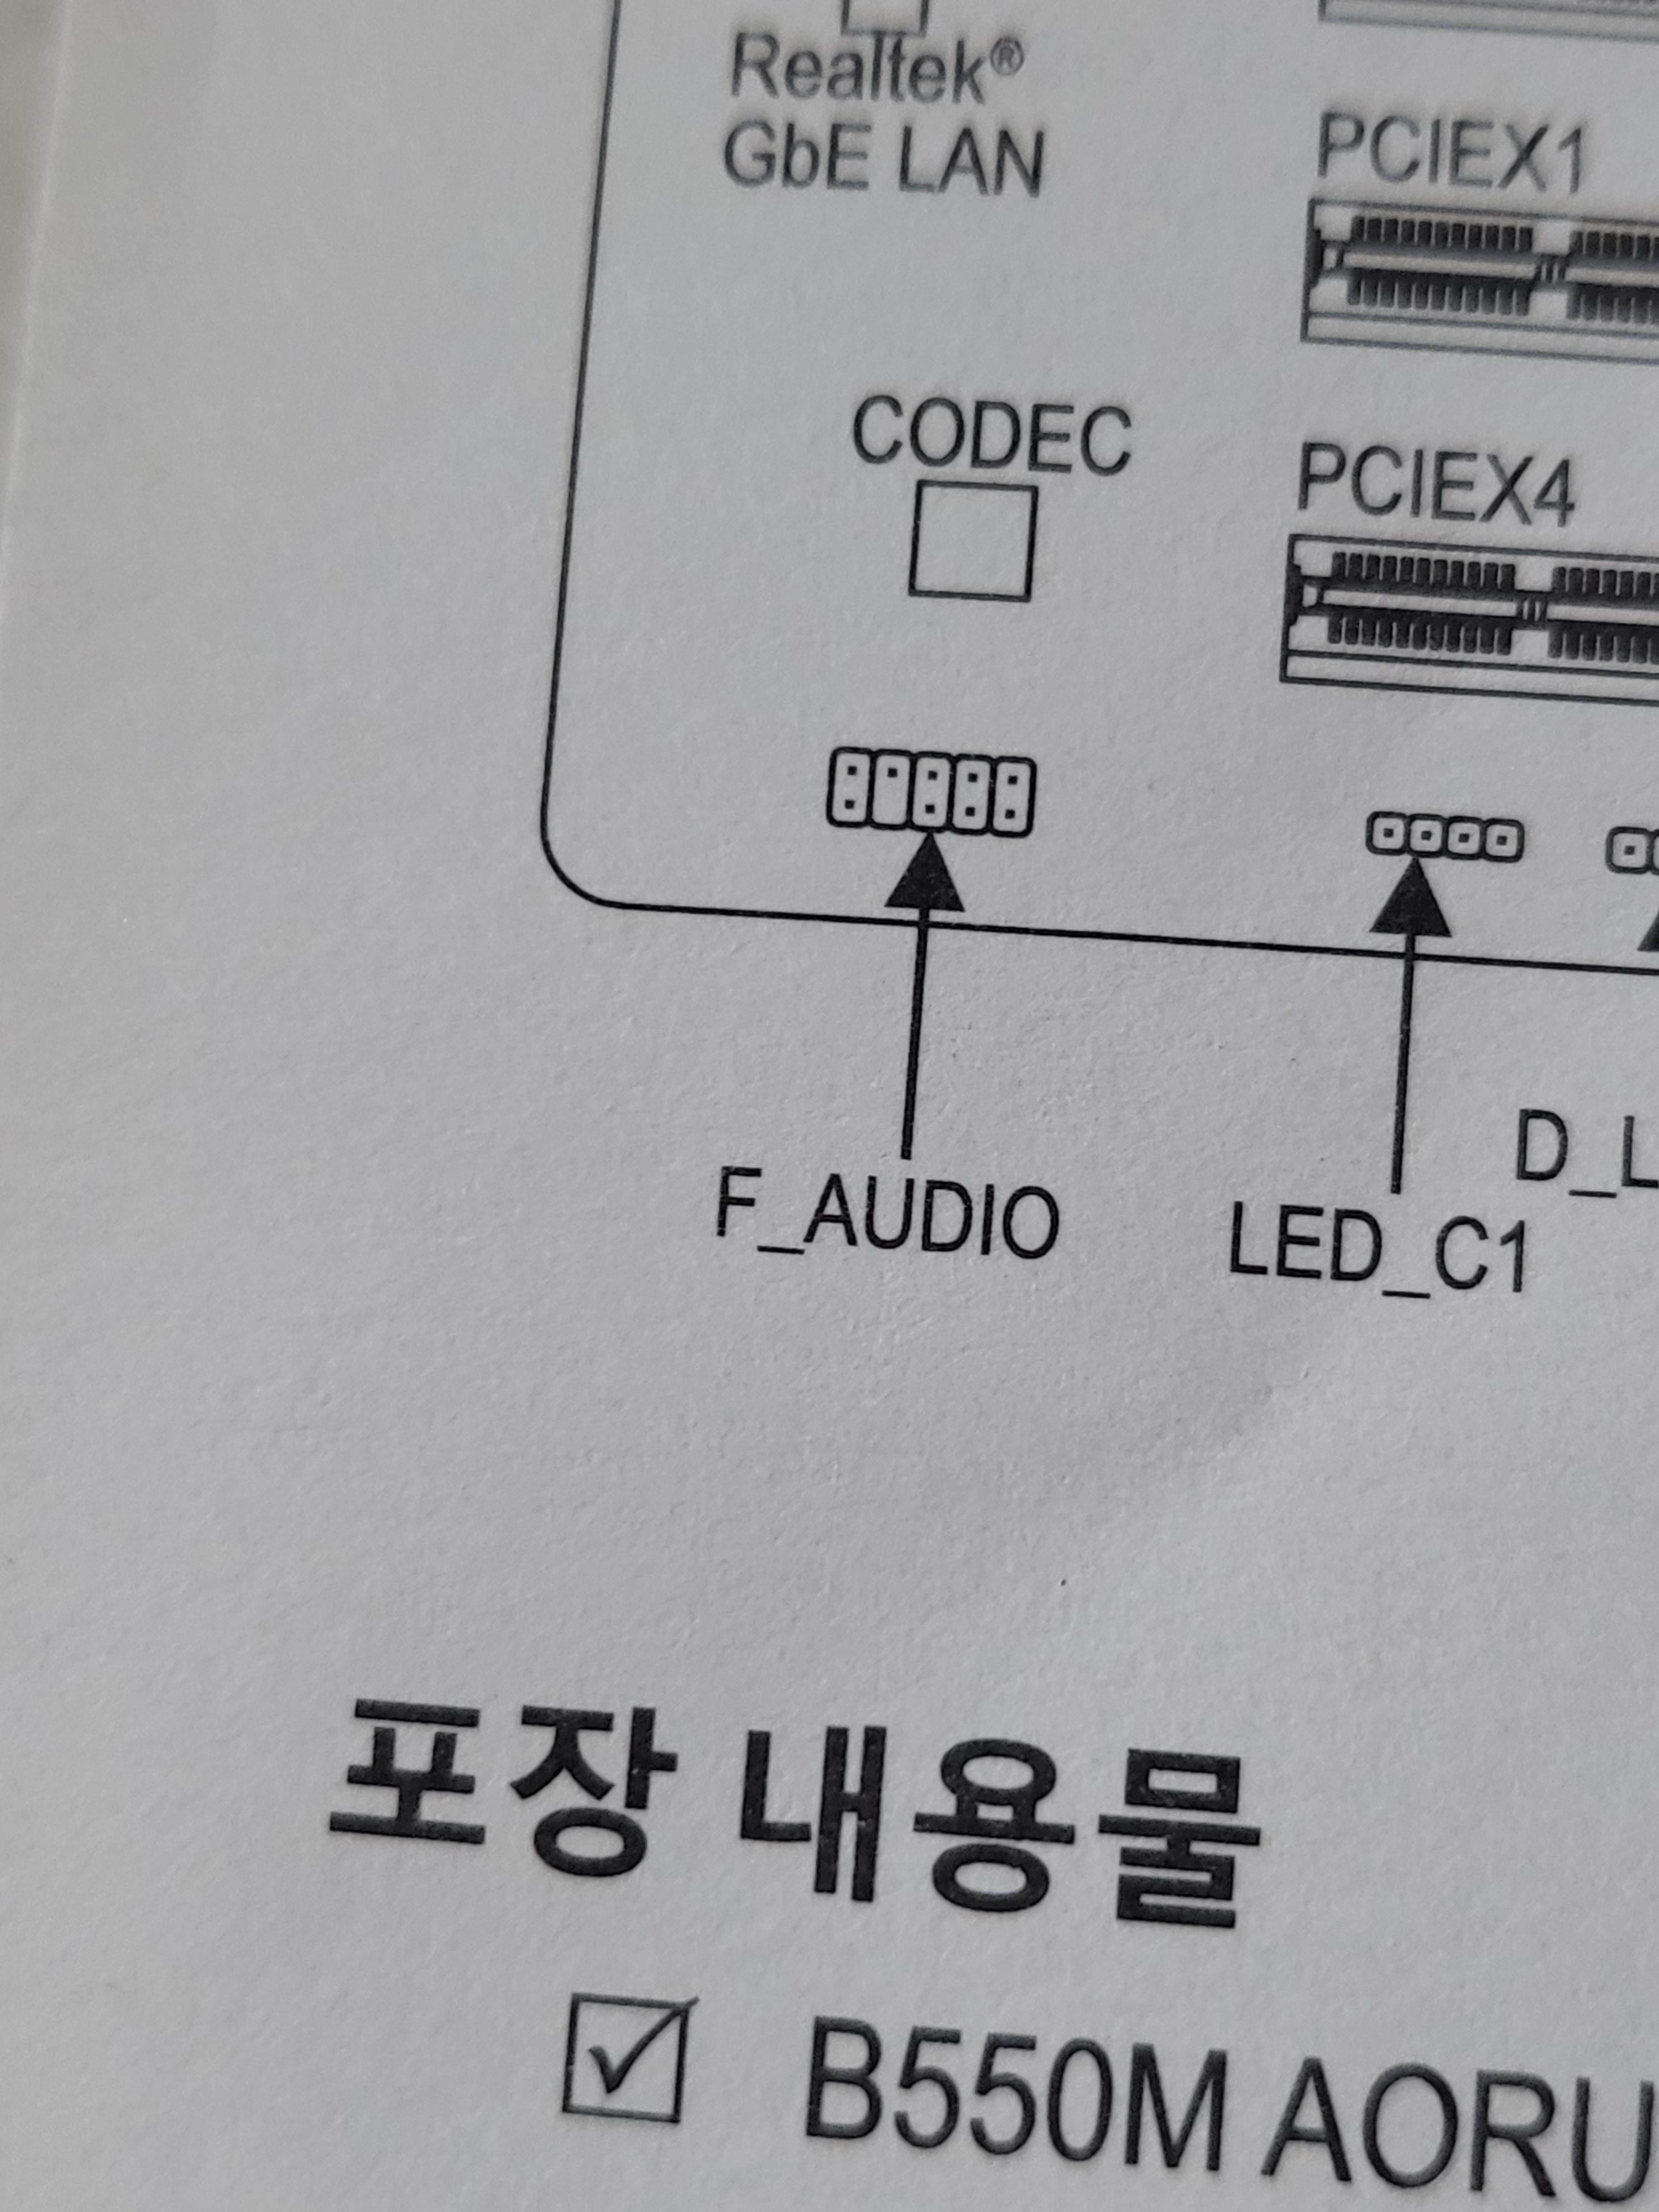 Realtek®
GbE LAN
PCIEX1
CODEC
PCIEX4
F_AUDIO
LED_C1
포장 내용물
B550M